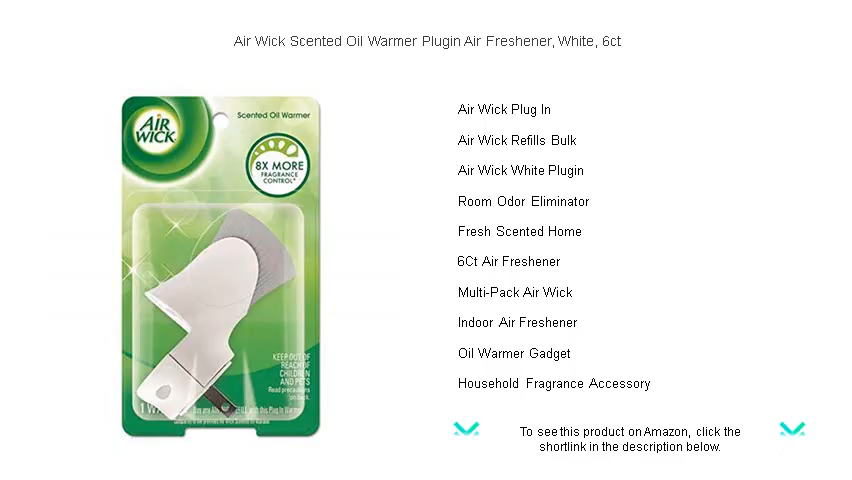 Air Wick Scented Oil Warmer Plugin Air Freshener, White, 6ct
AIR
WICK
Scented Oil Warmer
8X MORE
FRAGRANCE
CONTROL*
KEEP OUT OF
REACH OF
CHILDREN
AND PETS
Read precautions
on back.
Air Wick Plug In
Air Wick Refills Bulk
Air Wick White Plugin
Room Odor Eliminator
Fresh Scented Home
6Ct Air Freshener
Multi-Pack Air Wick
Indoor Air Freshener
Oil Warmer Gadget
Household Fragrance Accessory
To see this product on Amazon, click the
shortlink in the description below.